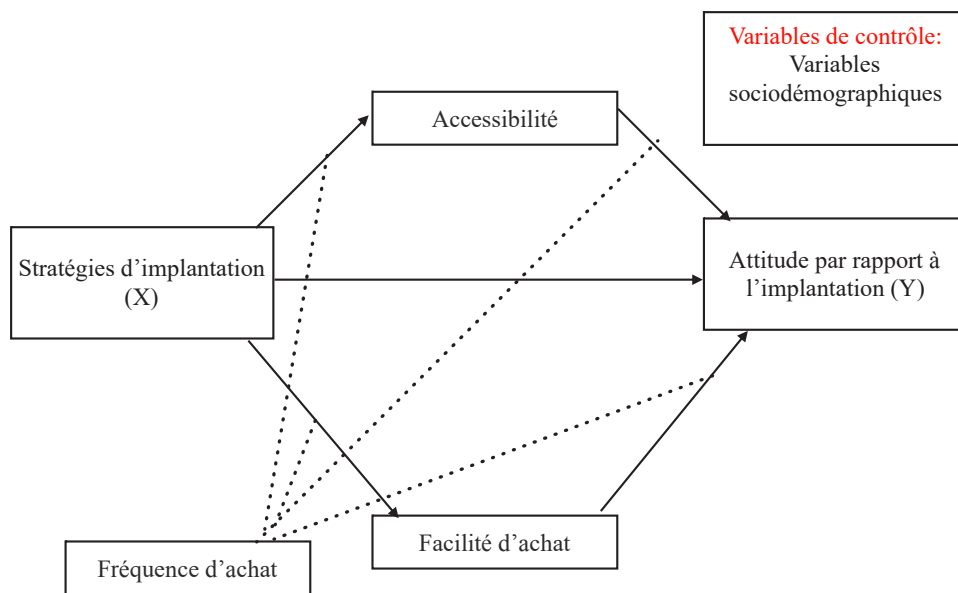 Variables de contrôle:
Variables
sociodémographiques
Accessibilité
Stratégies d’implantation
(X)
Attitude par rapport à
l’implantation (Y)
Facilité d’achat
Fréquence d’achat